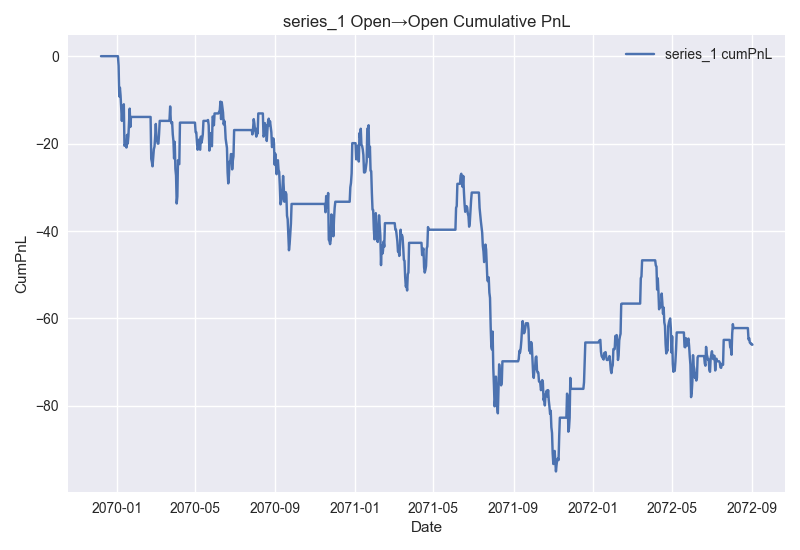 series_1 Open→Open Cumulative PnL
series_1 cumPnL
CumPnL
0
−20
−40
−60
−80
2070-01 2070-05 2070-09 2071-01 2071-05 2071-09 2072-01 2072-05 2072-09
Date